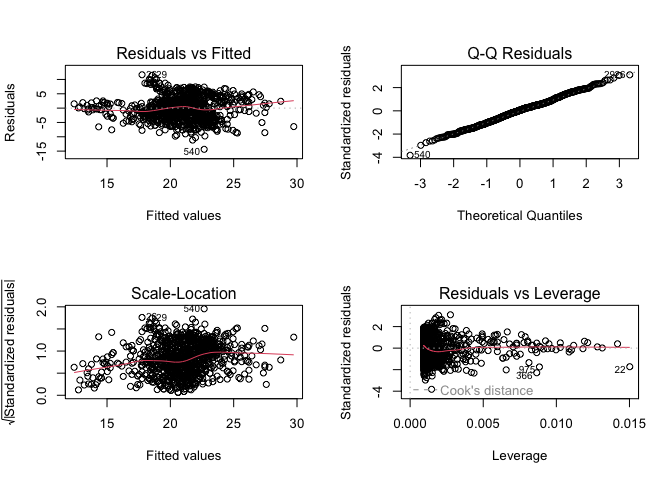 Residuals vs Fitted
Residuals
5
-5
-15
15
20
25
30
Fitted values
540
Q-Q Residuals
Standardized residuals
2
0
-2
-4
-3
-2
-1
0
1
2
3
Theoretical Quantiles
540
Scale-Location
√|Standardized residuals|
2.0
1.0
0.0
15
20
25
30
Fitted values
540
Residuals vs Leverage
Standardized residuals
2
0
-4
0.000
0.005
0.010
0.015
Leverage
975
366
22
Cook's distance